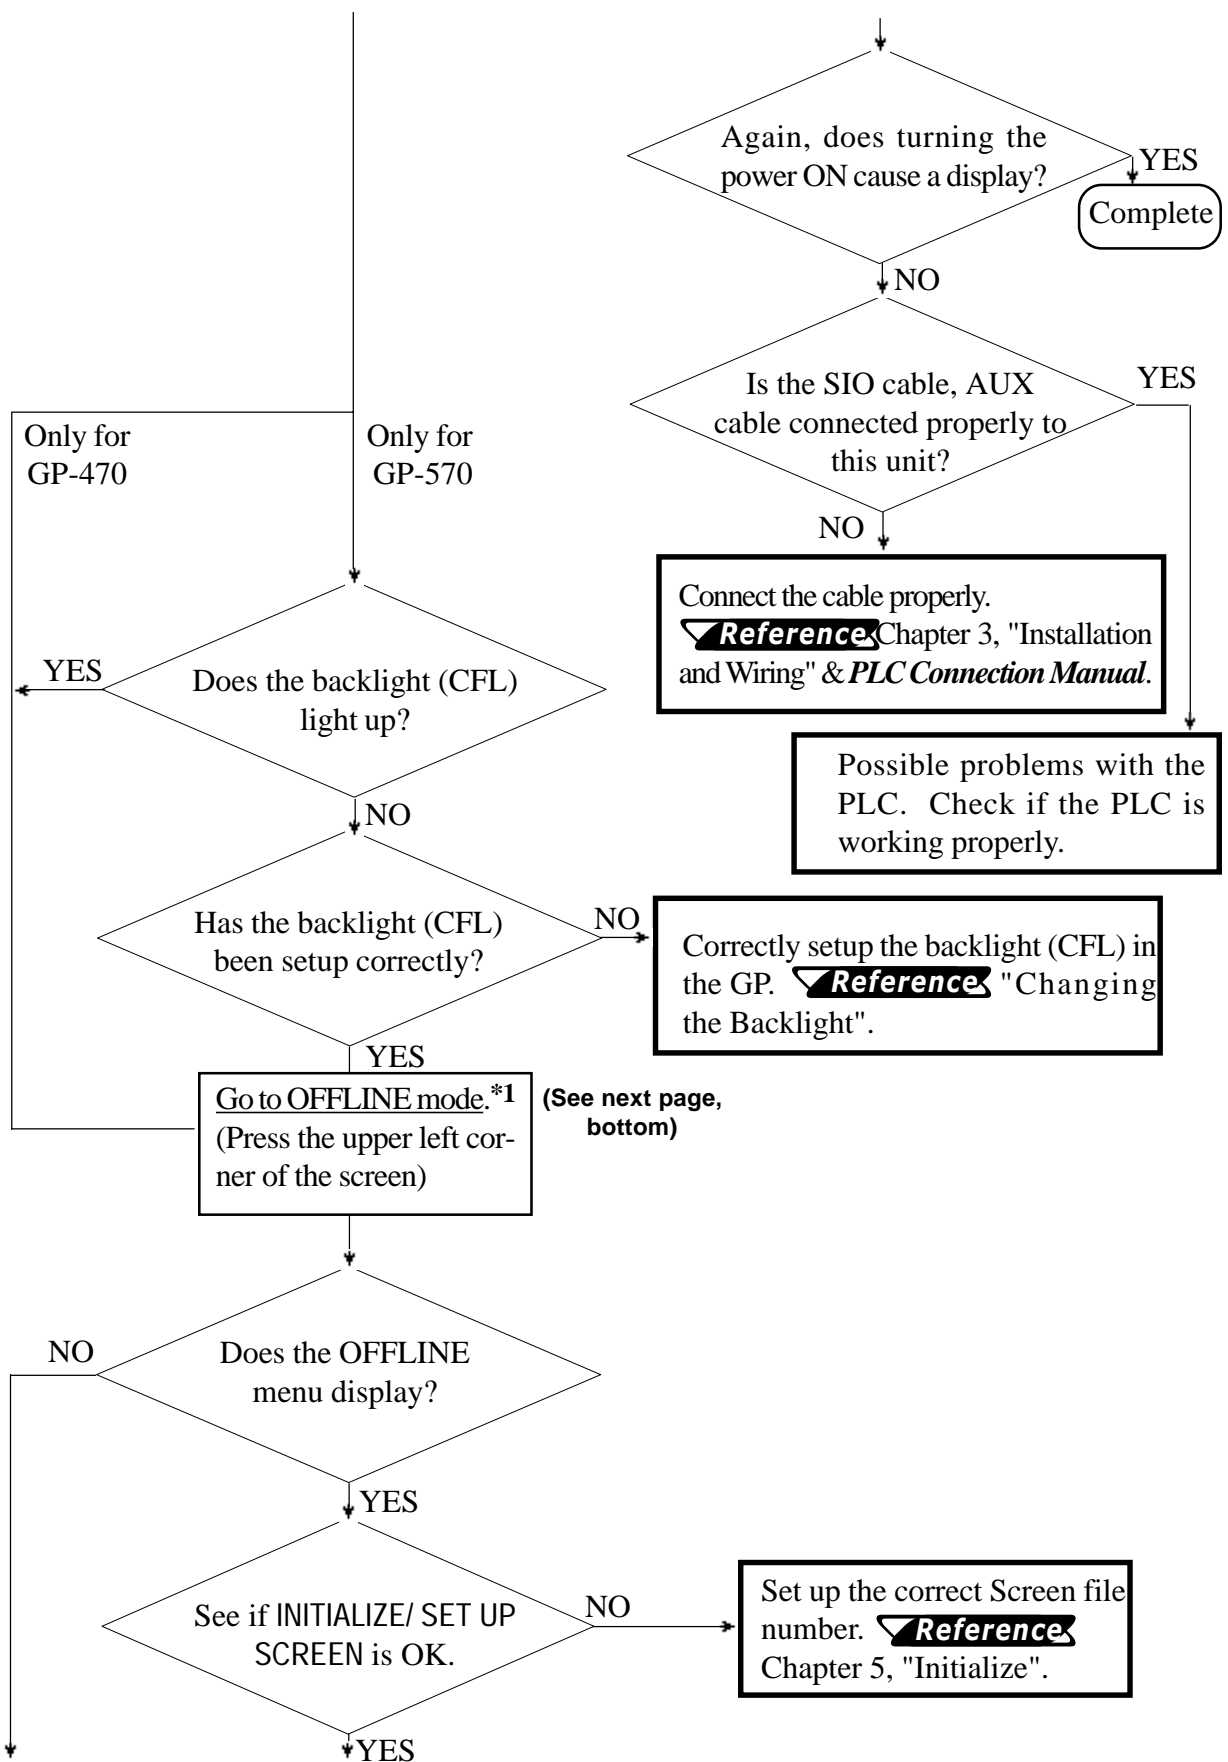 Again, does turning the
power ON cause a display?
YES
Complete
NO
Is the SIO cable, AUX
cable connected properly to
this unit?
YES
NO
Connect the cable properly.
Reference Chapter 3, "Installation
and Wiring" & PLC Connection Manual.
Possible problems with the
PLC. Check if the PLC is
working properly.
Only for
GP-470
Only for
GP-570
YES
Does the backlight (CFL)
light up?
NO
Has the backlight (CFL)
been setup correctly?
NO
Correctly setup the backlight (CFL) in
the GP. Reference "Changing
the Backlight".
YES
Go to OFFLINE mode.*1
(Press the upper left cor-
ner of the screen)
(See next page,
bottom)
NO
Does the OFFLINE
menu display?
YES
See if INITIALIZE/ SET UP
SCREEN is OK.
NO
Set up the correct Screen file
number. Reference
Chapter 5, "Initialize".
YES